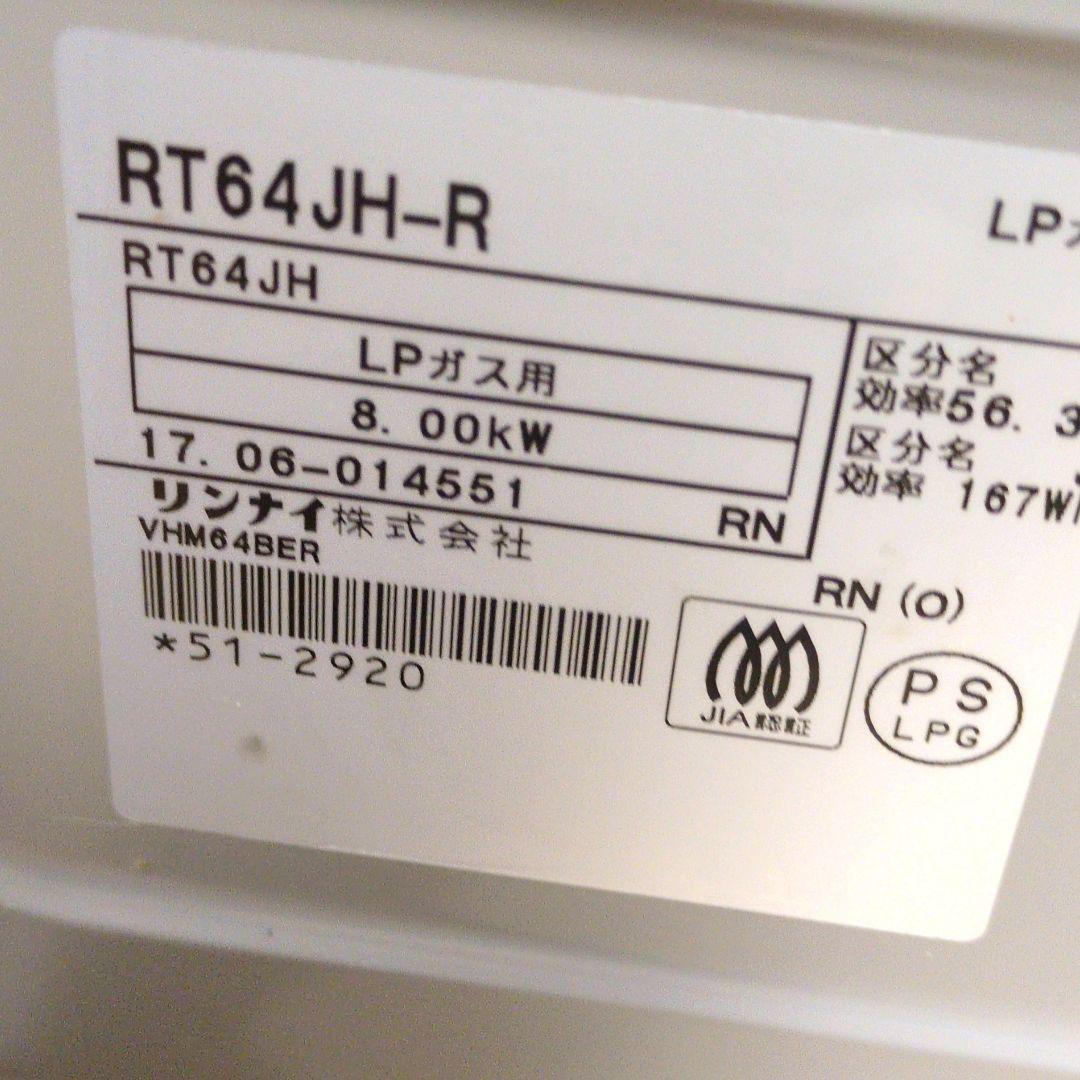 RT64JH-R
LP
RT64JH
LPガス用
8.00kW
17.06-014551
RN
区分名
効率56.3
区分名
効率 167W
リンナイ株式会社
VHM64BER
*51-2920
RN (O)
JIA認証
PS
LPG